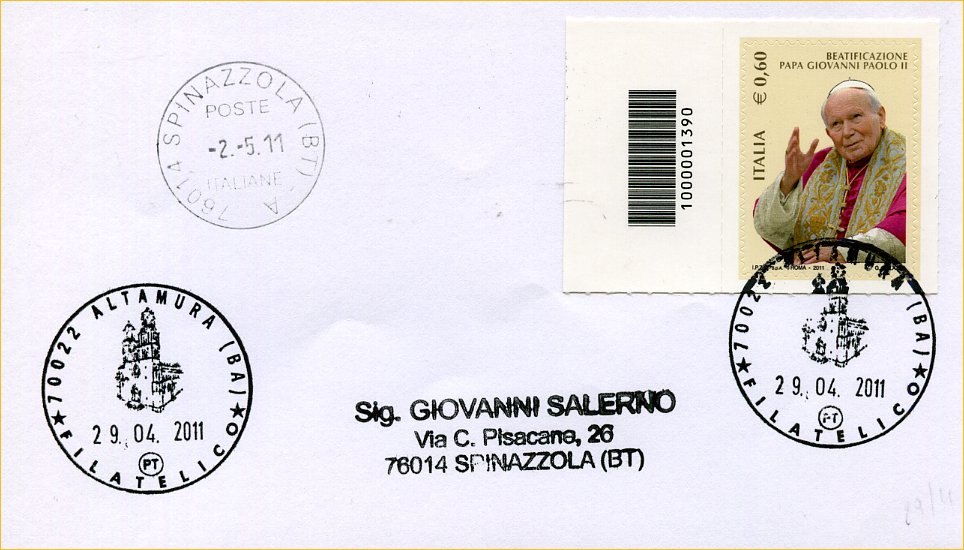 76014 SPINAZZOLA (BT) A
POSTE
-2.-5.11
ITALIANE
1000001390
€ 0,60
ITALIA
BEATIFICAZIONE
PAPA GIOVANNI PAOLO II
ROMA - 2011
70022 ALTAMURA (BA)
29. 04. 2011
PT
★ FILATELICO ★
70022 ALTAMURA (BA)
29. 04. 2011
PT
★ FILATELICO ★
Sig. GIOVANNI SALERNO
Via C. Pisacane, 26
76014 SPINAZZOLA (BT)